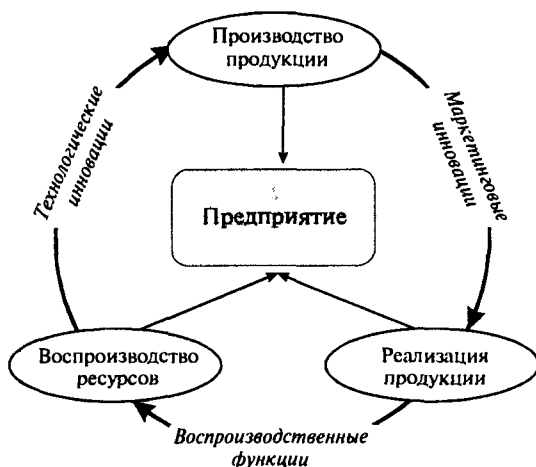 Производство
продукции
Технологические
инновации
Маркетинговые
инновации
Предприятие
Воспроизводство
ресурсов
Реализация
продукции
Воспроизводственные
функции